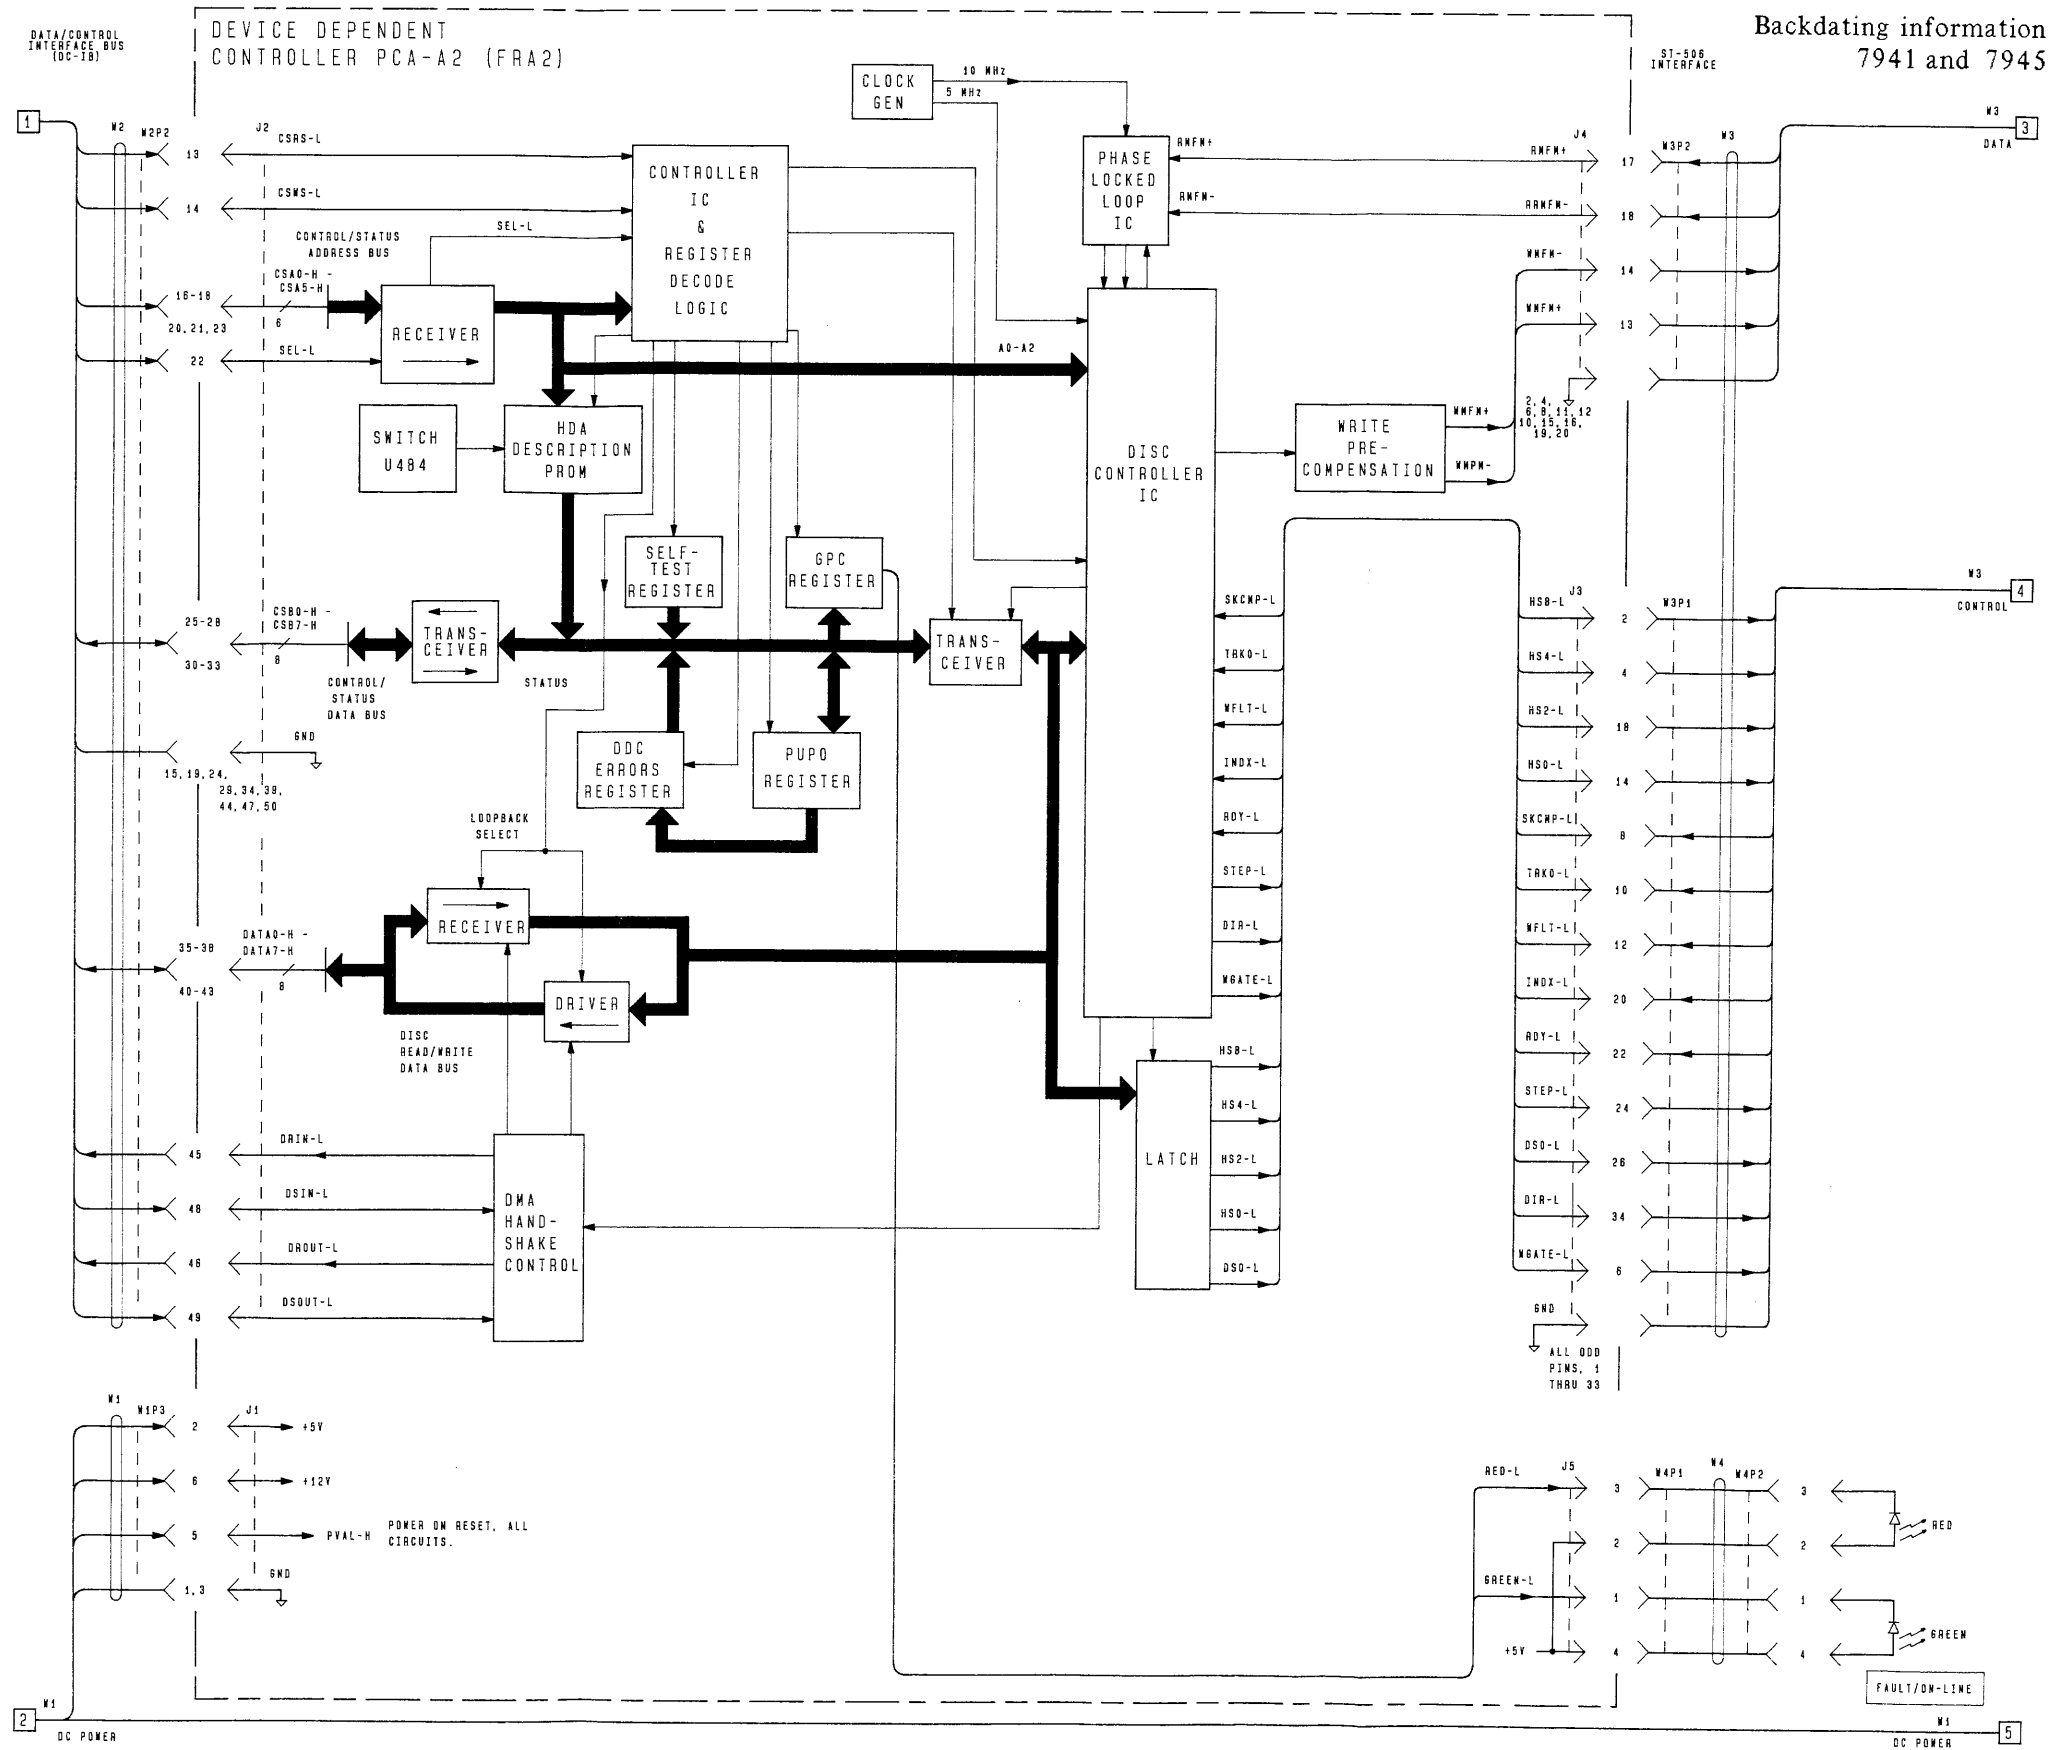 Backdating information
7941 and 7945
DATA/CONTROL
INTERFACE BUS
(DC-IB)
DEVICE DEPENDENT
CONTROLLER PCA-A2 (FRA2)
ST-506
INTERFACE
CLOCK
GEN
10 MHz
5 MHz
1
W2
W2P2
J2
13
CSRS-L
14
CSWS-L
CONTROL/STATUS
ADDRESS BUS
SEL-L
16-18
20,21,23
CSA0-H -
CSA5-H
6
22
SEL-L
RECEIVER
CONTROLLER
IC
&
REGISTER
DECODE
LOGIC
PHASE
LOCKED
LOOP
IC
RMFM+
RMFM-
A0-A2
SWITCH
U484
HDA
DESCRIPTION
PROM
DISC
CONTROLLER
IC
WRITE
PRE-
COMPENSATION
WMFM+
WMPM-
J4
W3P2
W3
W3
DATA
3
RMFM+
17
RRMFM-
18
WMFM-
14
WMFM+
13
2,4,
6,8,11,12
10,15,16,
19,20
SELF-
TEST
REGISTER
GPC
REGISTER
25-28
30-33
CSB0-H -
CSB7-H
8
CONTROL/
STATUS
DATA BUS
TRANS-
CEIVER
STATUS
TRANS-
CEIVER
GND
15,19,24,
29,34,39,
44,47,50
DDC
ERRORS
REGISTER
PUPO
REGISTER
LOOPBACK
SELECT
35-38
40-43
DATA0-H -
DATA7-H
8
RECEIVER
DRIVER
DISC
READ/WRITE
DATA BUS
SKCMP-L
TRK0-L
WFLT-L
INDX-L
RDY-L
STEP-L
DIR-L
WGATE-L
LATCH
HS8-L
HS4-L
HS2-L
HS0-L
DS0-L
45
DRIN-L
48
DSIN-L
46
DROUT-L
49
DSOUT-L
DMA
HAND-
SHAKE
CONTROL
J3
W3P1
W3
CONTROL
4
HS8-L
2
HS4-L
4
HS2-L
18
HS0-L
14
SKCMP-L
8
TRK0-L
10
WFLT-L
12
INDX-L
20
RDY-L
22
STEP-L
24
DS0-L
26
DIR-L
34
WGATE-L
6
GND
ALL ODD
PINS, 1
THRU 33
W1
W1P3
J1
2
+5V
6
+12V
5
PVAL-H
POWER ON RESET, ALL
CIRCUITS.
1,3
GND
J5
W4P1
W4
W4P2
RED-L
3
3
2
2
RED
GREEN-L
1
1
+5V
4
4
GREEN
FAULT/ON-LINE
2
W1
DC POWER
W1
DC POWER
5